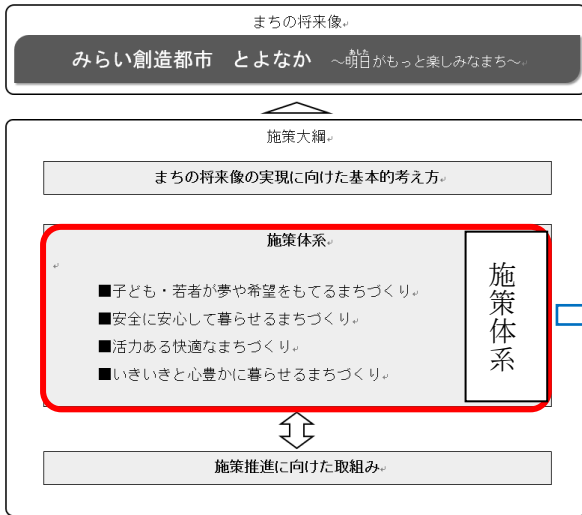 まちの将来像
みらい創造都市　とよなか　～明日がもっと楽しみなまち～
あした
施策大綱
まちの将来像の実現に向けた基本的考え方
施策体系
■子ども・若者が夢や希望をもてるまちづくり
■安全に安心して暮らせるまちづくり
■活力ある快適なまちづくり
■いきいきと心豊かに暮らせるまちづくり
施策体系
施策推進に向けた取組み